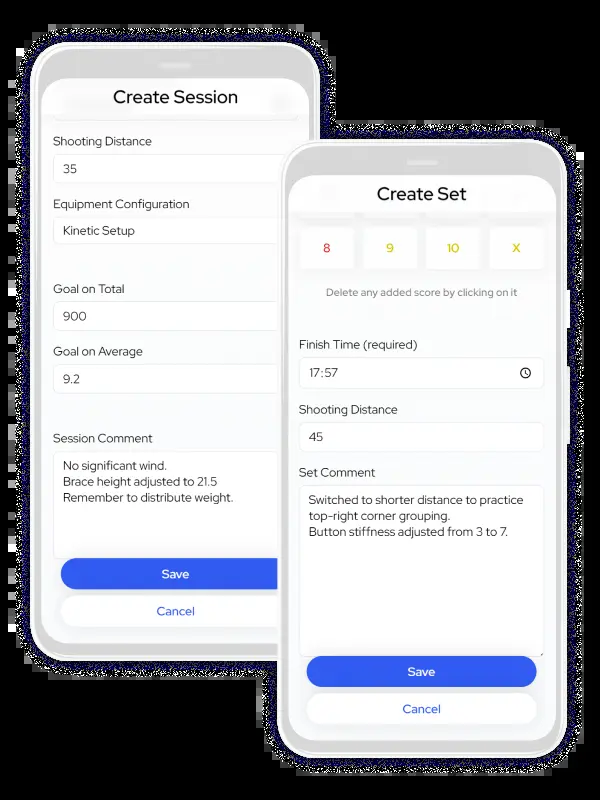 Create Session
Shooting Distance
35
Equipment Configuration
Kinetic Setup
Goal on Total
900
Goal on Average
9.2
Session Comment
No significant wind.
Brace height adjusted to 21.5
Remember to distribute weight.
Save
Cancel
Create Set
8 9 10 X
Delete any added score by clicking on it
Finish Time (required)
17:57
Shooting Distance
45
Set Comment
Switched to shorter distance to practice
top-right corner grouping.
Button stiffness adjusted from 3 to 7.
Save
Cancel